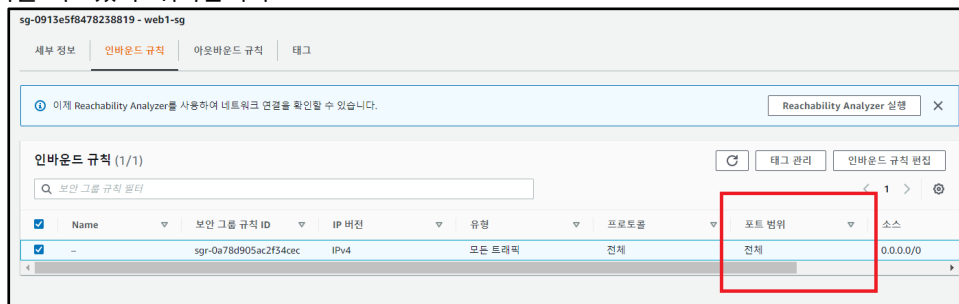 sg-0913e5f8478238819 - web1-sg
세부 정보 인바운드 규칙 아웃바운드 규칙 태그
이제 Reachability Analyzer를 사용하여 네트워크 연결을 확인할 수 있습니다. Reachability Analyzer 실행
인바운드 규칙 (1/1) 태그 관리 인바운드 규칙 편집
보안 그룹 규칙 필터 1
Name 보안 그룹 규칙 ID IP 버전 유형 프로토콜 포트 범위 소스
– sgr-0a78d905ac2f34cec IPv4 모든 트래픽 전체 전체 0.0.0.0/0